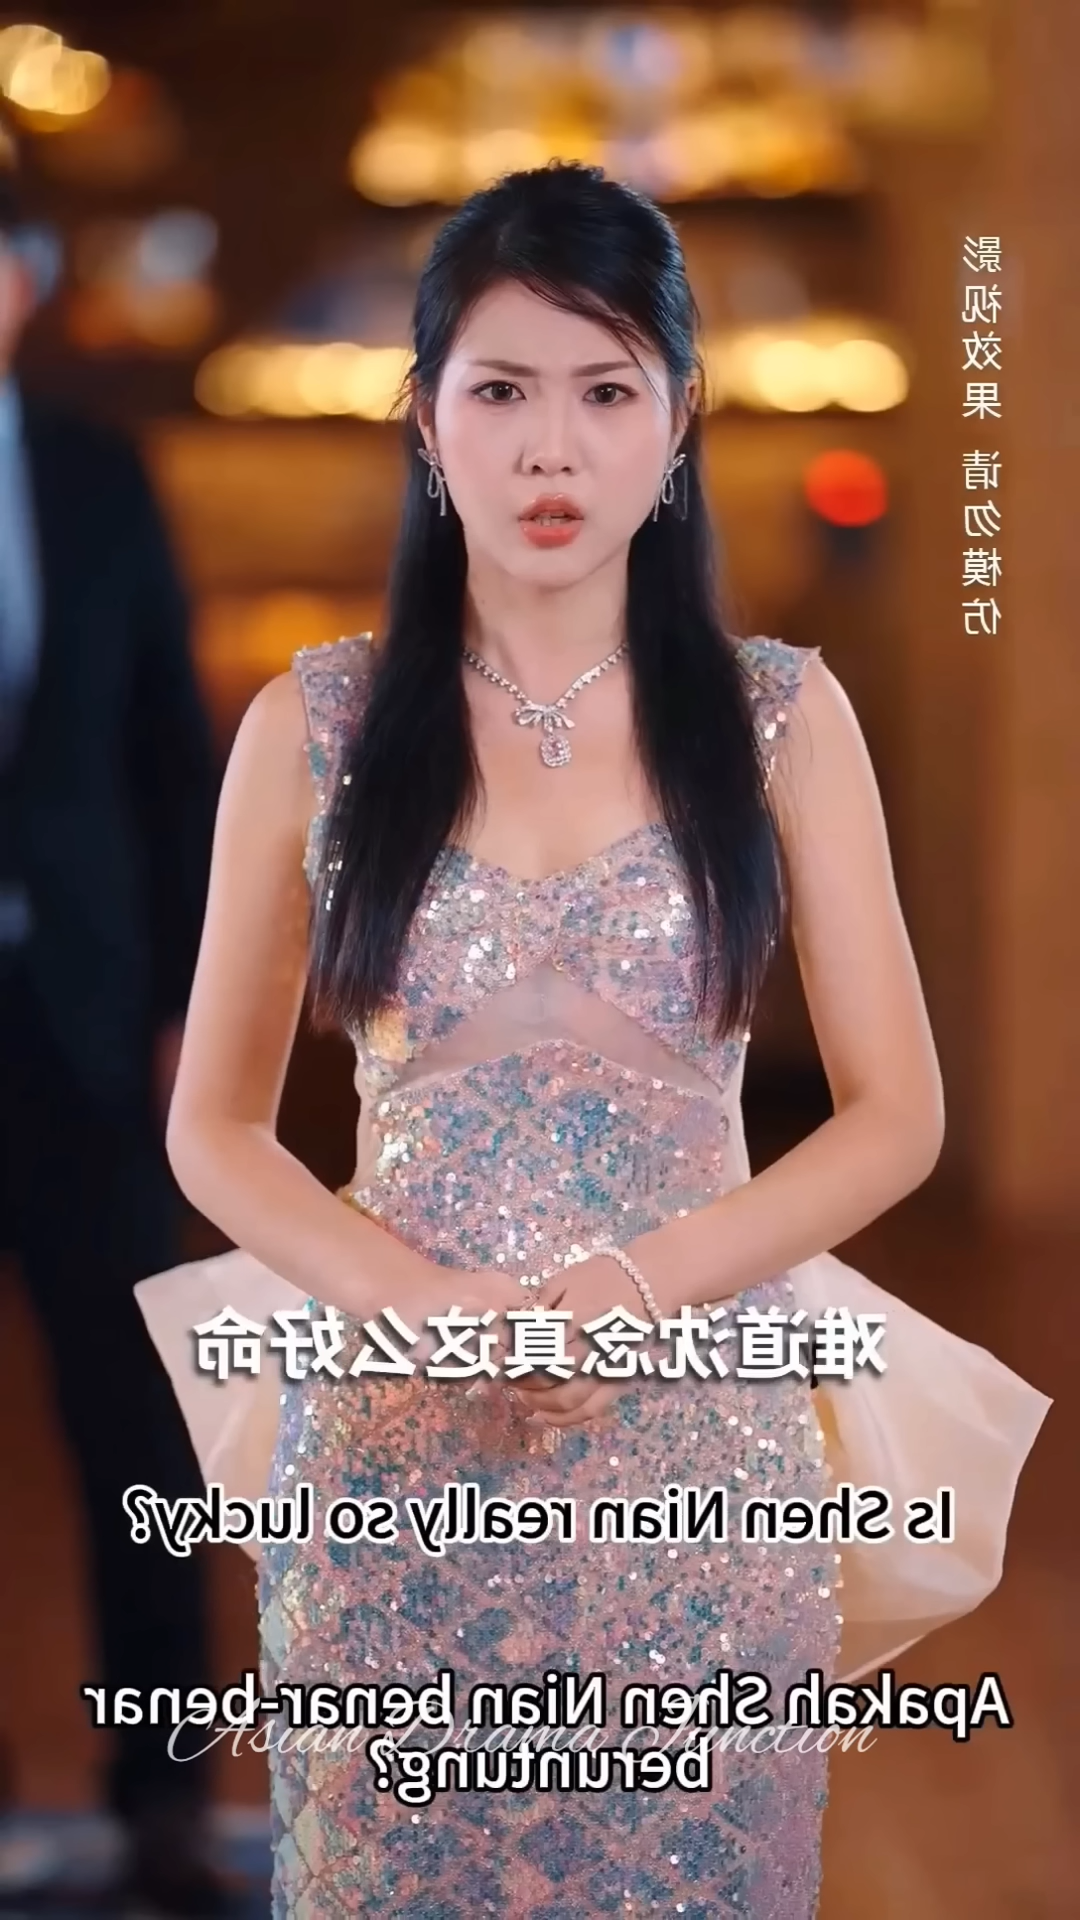 影视效果 请勿模仿
难道沈念真这么好命
Is Shen Nian really so lucky?
Apakah Shen Nian benar-benar
beruntung?
Asian Drama Junction